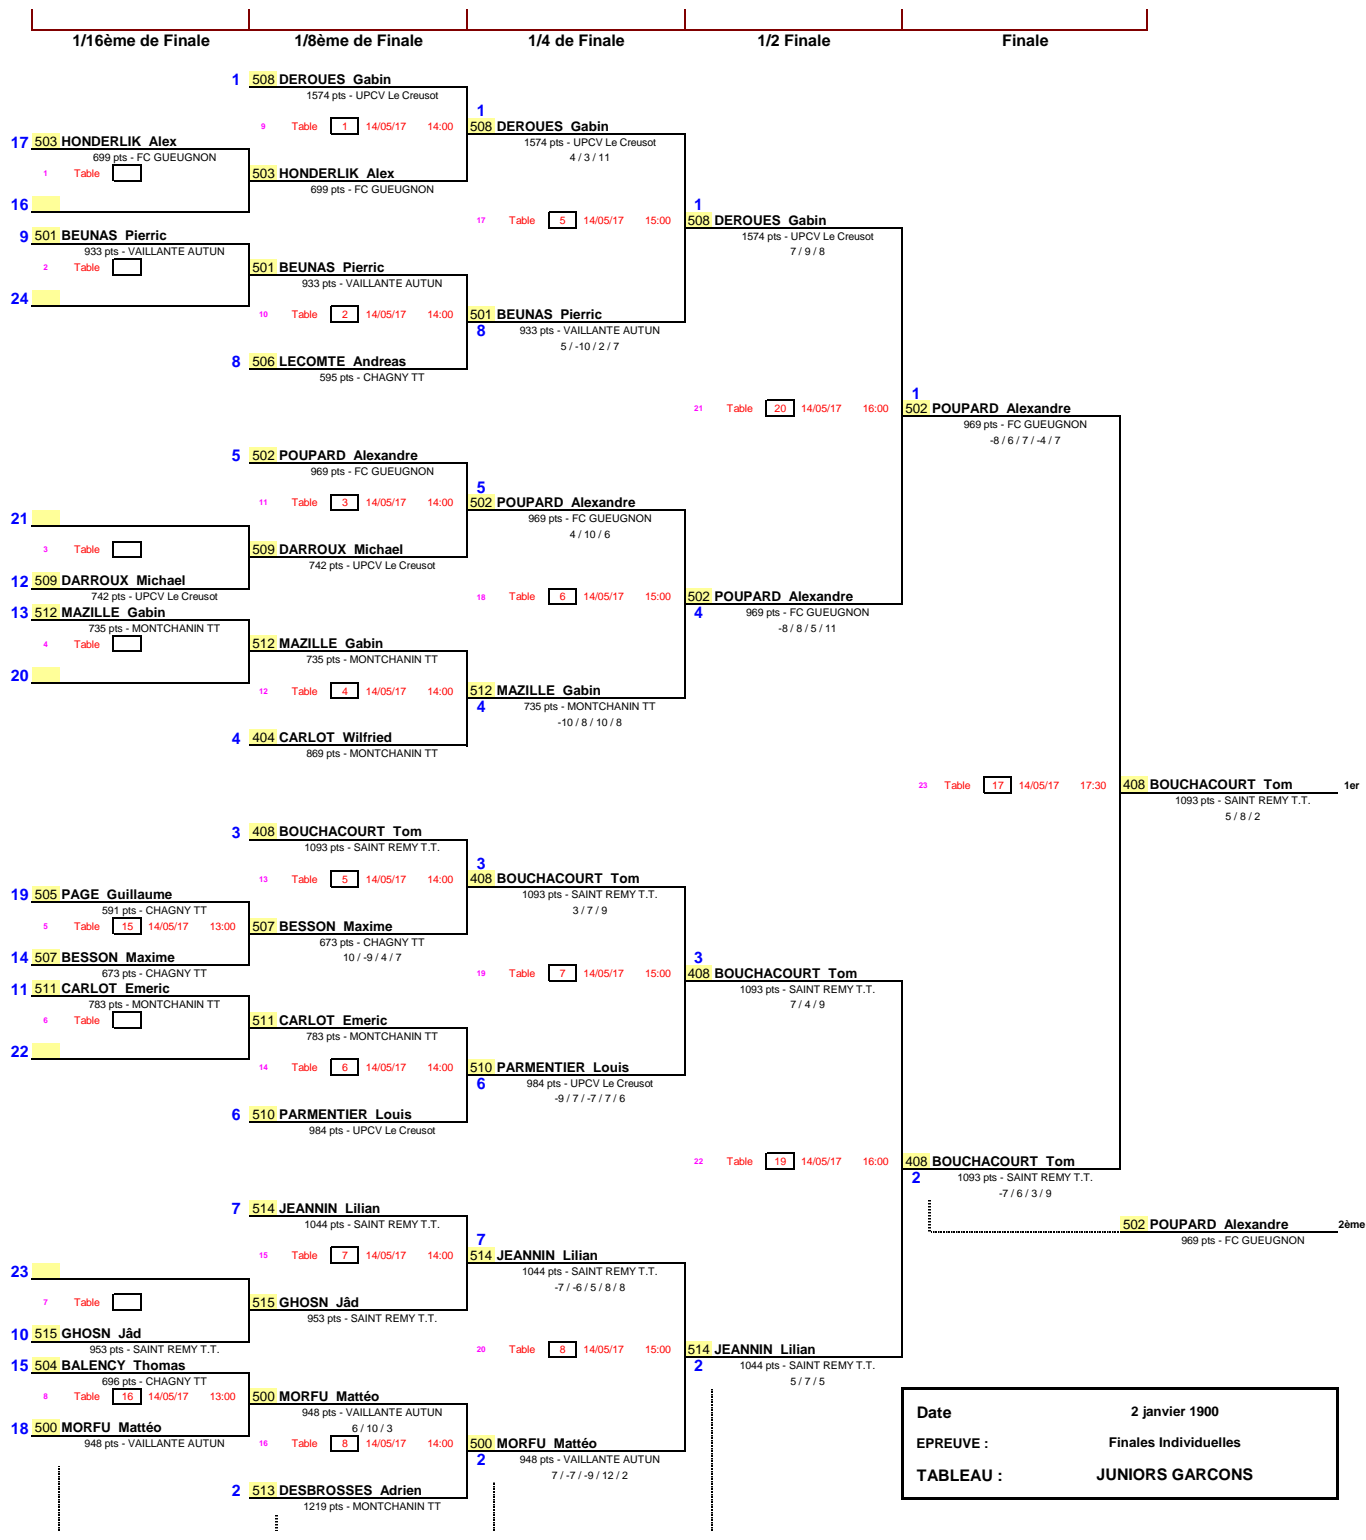 1/16ème de Finale 1/8ème de Finale 1/4 de Finale 1/2 Finale Finale
1 508 DEROUES Gabin
1574 pts - UPCV Le Creusot
1
9 Table 1 14/05/17 14:00 508 DEROUES Gabin
17 503 HONDERLIK Alex 1574 pts - UPCV Le Creusot
699 pts - FC GUEUGNON 4 / 3 / 11
1 Table 503 HONDERLIK Alex
699 pts - FC GUEUGNON
16 1
17 Table 5 14/05/17 15:00 508 DEROUES Gabin
9 501 BEUNAS Pierric 1574 pts - UPCV Le Creusot
933 pts - VAILLANTE AUTUN 7 / 9 / 8
2 Table 501 BEUNAS Pierric
933 pts - VAILLANTE AUTUN
24
10 Table 2 14/05/17 14:00 501 BEUNAS Pierric
8 933 pts - VAILLANTE AUTUN
5 / -10 / 2 / 7
8 506 LECOMTE Andreas
595 pts - CHAGNY TT
1
21 Table 20 14/05/17 16:00 502 POUPARD Alexandre
969 pts - FC GUEUGNON
-8 / 6 / 7 / -4 / 7
5 502 POUPARD Alexandre
969 pts - FC GUEUGNON
5
11 Table 3 14/05/17 14:00 502 POUPARD Alexandre
21 969 pts - FC GUEUGNON
4 / 10 / 6
3 Table 509 DARROUX Michael
742 pts - UPCV Le Creusot
12 509 DARROUX Michael
742 pts - UPCV Le Creusot
18 Table 6 14/05/17 15:00 502 POUPARD Alexandre
13 512 MAZILLE Gabin 4 969 pts - FC GUEUGNON
735 pts - MONTCHANIN TT -8 / 8 / 5 / 11
4 Table 512 MAZILLE Gabin
735 pts - MONTCHANIN TT
20
12 Table 4 14/05/17 14:00 512 MAZILLE Gabin
4 735 pts - MONTCHANIN TT
-10 / 8 / 10 / 8
4 404 CARLOT Wilfried
869 pts - MONTCHANIN TT
23 Table 17 14/05/17 17:30 408 BOUCHACOURT Tom 1er
1093 pts - SAINT REMY T.T.
5 / 8 / 2
3 408 BOUCHACOURT Tom
1093 pts - SAINT REMY T.T.
3
13 Table 5 14/05/17 14:00 408 BOUCHACOURT Tom
19 505 PAGE Guillaume 1093 pts - SAINT REMY T.T.
591 pts - CHAGNY TT 3 / 7 / 9
5 Table 15 14/05/17 13:00 507 BESSON Maxime
673 pts - CHAGNY TT
10 / -9 / 4 / 7
14 507 BESSON Maxime 3
673 pts - CHAGNY TT
19 Table 7 14/05/17 15:00 408 BOUCHACOURT Tom
11 511 CARLOT Emeric 1093 pts - SAINT REMY T.T.
783 pts - MONTCHANIN TT 7 / 4 / 9
6 Table 511 CARLOT Emeric
783 pts - MONTCHANIN TT
22
14 Table 6 14/05/17 14:00 510 PARMENTIER Louis
6 984 pts - UPCV Le Creusot
-9 / 7 / -7 / 7 / 6
6 510 PARMENTIER Louis
984 pts - UPCV Le Creusot
22 Table 19 14/05/17 16:00 408 BOUCHACOURT Tom
2 1093 pts - SAINT REMY T.T.
-7 / 6 / 3 / 9
7 514 JEANNIN Lilian
1044 pts - SAINT REMY T.T.
502 POUPARD Alexandre 2ème
969 pts - FC GUEUGNON
7
15 Table 7 14/05/17 14:00 514 JEANNIN Lilian
23 1044 pts - SAINT REMY T.T.
-7 / -6 / 5 / 8 / 8
7 Table 515 GHOSN Jâd
953 pts - SAINT REMY T.T.
10 515 GHOSN Jâd
953 pts - SAINT REMY T.T.
20 Table 8 14/05/17 15:00 514 JEANNIN Lilian
15 504 BALENCY Thomas 2 1044 pts - SAINT REMY T.T.
696 pts - CHAGNY TT 5 / 7 / 5
8 Table 16 14/05/17 13:00 500 MORFU Mattéo
948 pts - VAILLANTE AUTUN
6 / 10 / 3
18 500 MORFU Mattéo
948 pts - VAILLANTE AUTUN
16 Table 8 14/05/17 14:00 500 MORFU Mattéo
2 948 pts - VAILLANTE AUTUN
7 / -7 / -9 / 12 / 2
2 513 DESBROSSES Adrien
1219 pts - MONTCHANIN TT
Date 2 janvier 1900
EPREUVE : Finales Individuelles
TABLEAU : JUNIORS GARCONS